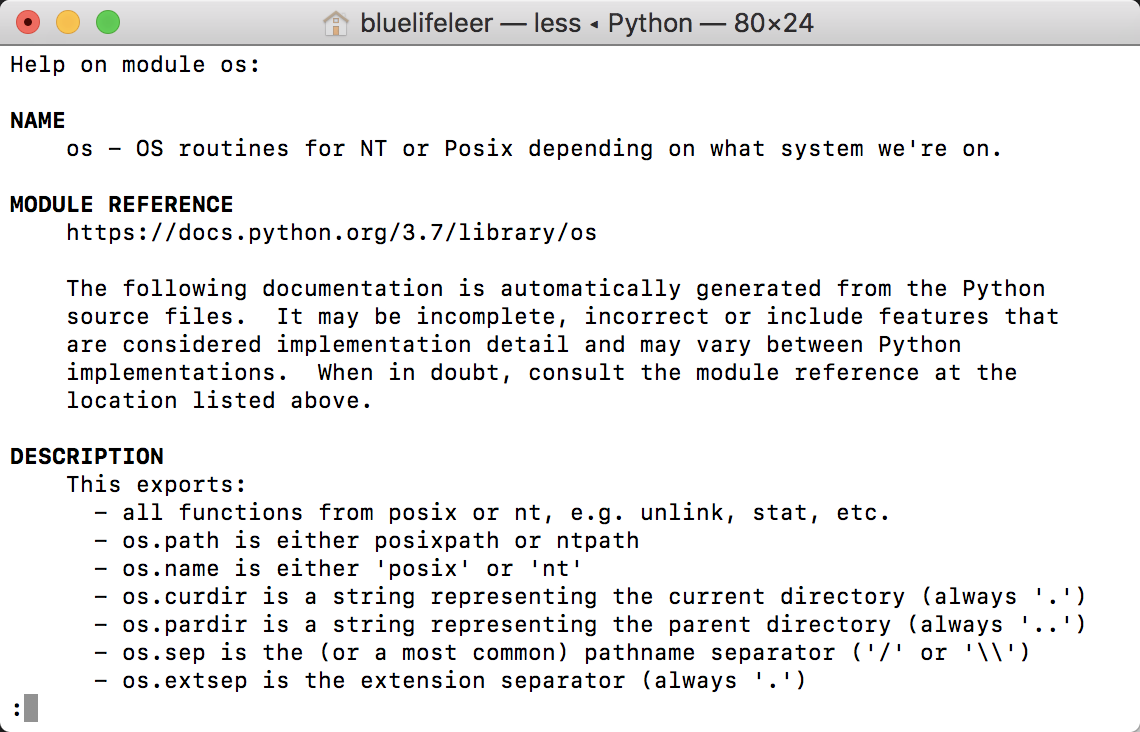 bluelifeleer — less ◂ Python — 80×24
Help on module os:

NAME
    os - OS routines for NT or Posix depending on what system we're on.

MODULE REFERENCE
    https://docs.python.org/3.7/library/os

    The following documentation is automatically generated from the Python
    source files.  It may be incomplete, incorrect or include features that
    are considered implementation detail and may vary between Python
    implementations.  When in doubt, consult the module reference at the
    location listed above.

DESCRIPTION
    This exports:
      - all functions from posix or nt, e.g. unlink, stat, etc.
      - os.path is either posixpath or ntpath
      - os.name is either 'posix' or 'nt'
      - os.curdir is a string representing the current directory (always '.')
      - os.pardir is a string representing the parent directory (always '..')
      - os.sep is the (or a most common) pathname separator ('/' or '\\')
      - os.extsep is the extension separator (always '.')
: